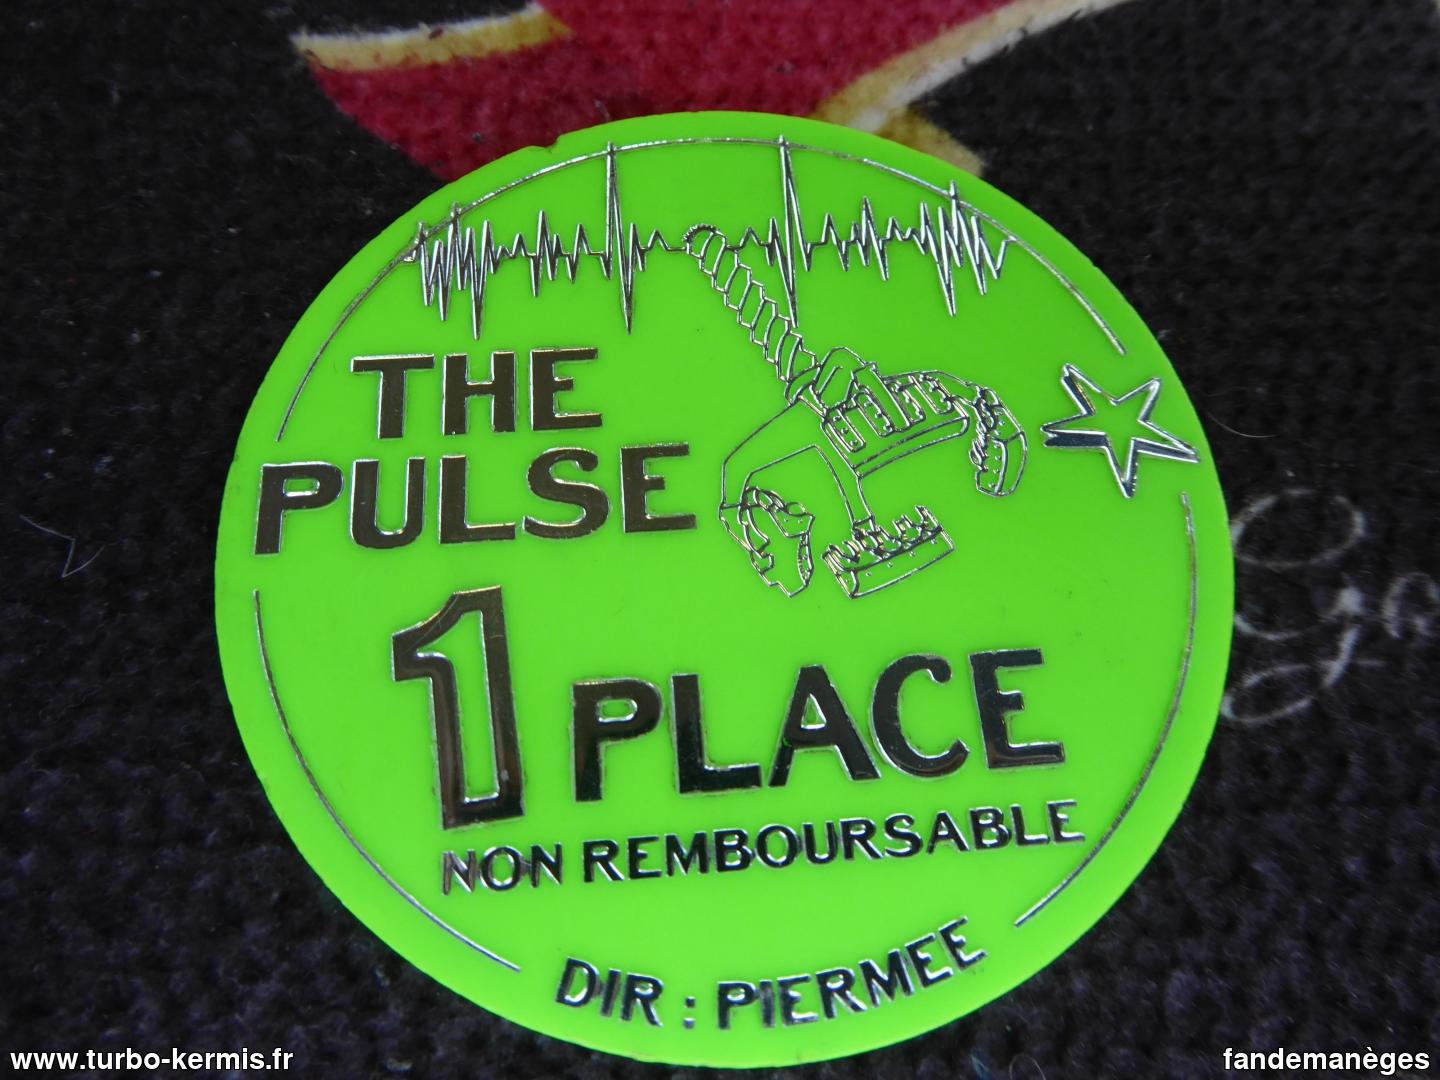 THE
PULSE
1 PLACE
NON REMBOURSABLE
DIR : PIERMEE
www.turbo-kermis.fr
fandemanèges